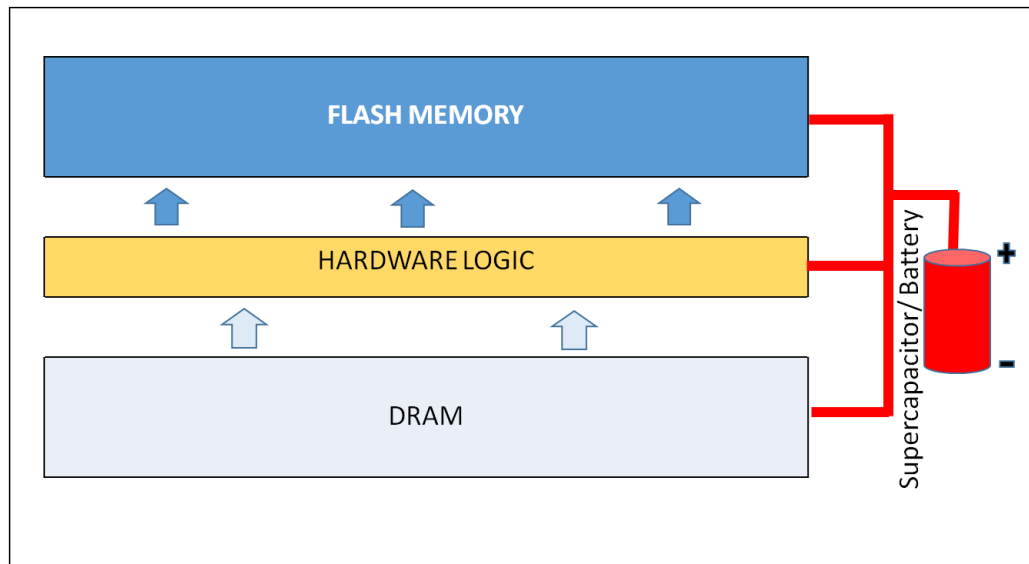 FLASH MEMORY
HARDWARE LOGIC
DRAM
Supercapacitor/ Battery
+
-